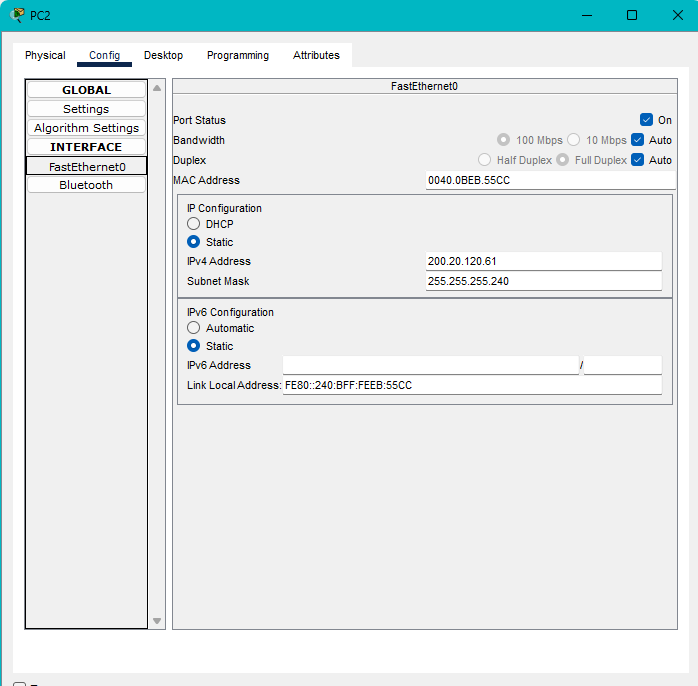 PC2
Physical Config Desktop Programming Attributes
GLOBAL
Settings
Algorithm Settings
INTERFACE
FastEthernet0
Bluetooth
FastEthernet0
Port Status On
Bandwidth 100 Mbps 10 Mbps Auto
Duplex Half Duplex Full Duplex Auto
MAC Address 0040.0BEB.55CC
IP Configuration
DHCP
Static
IPv4 Address 200.20.120.61
Subnet Mask 255.255.255.240
IPv6 Configuration
Automatic
Static
IPv6 Address /
Link Local Address: FE80::240:BFF:FEEB:55CC